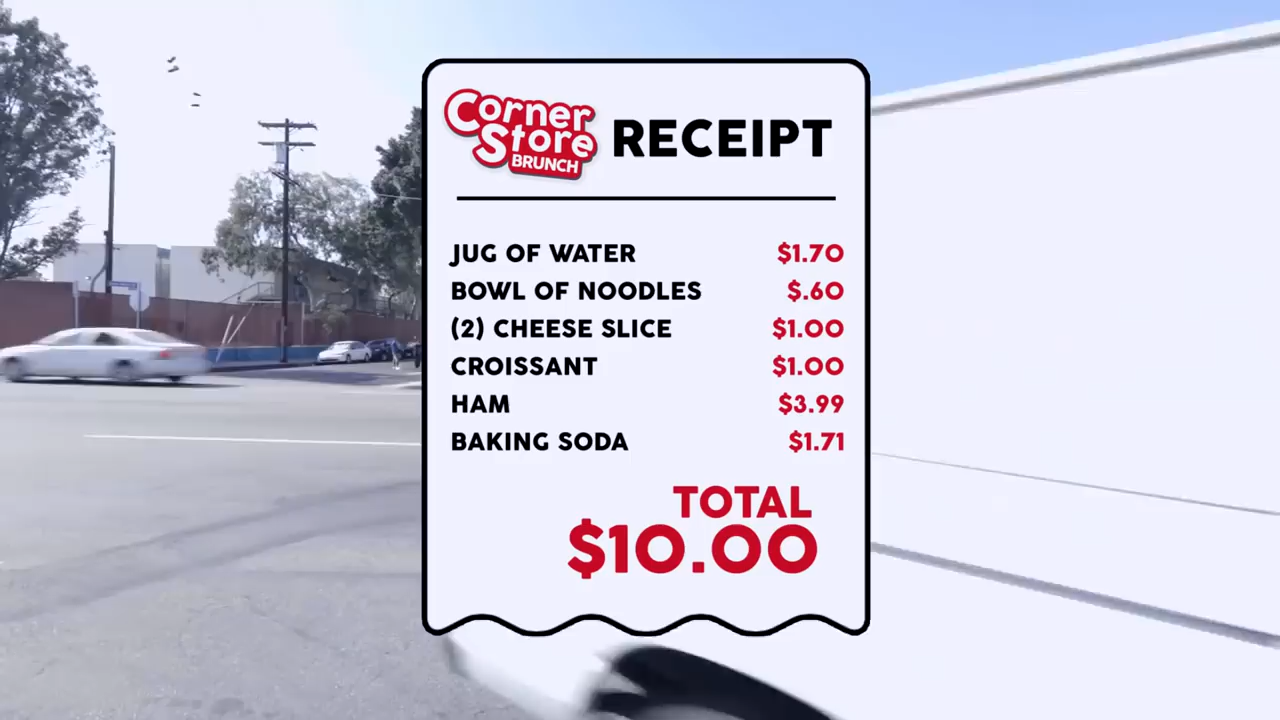 Corner
Store
BRUNCH
RECEIPT
JUG OF WATER $1.70
BOWL OF NOODLES $.60
(2) CHEESE SLICE $1.00
CROISSANT $1.00
HAM $3.99
BAKING SODA $1.71
TOTAL
$10.00